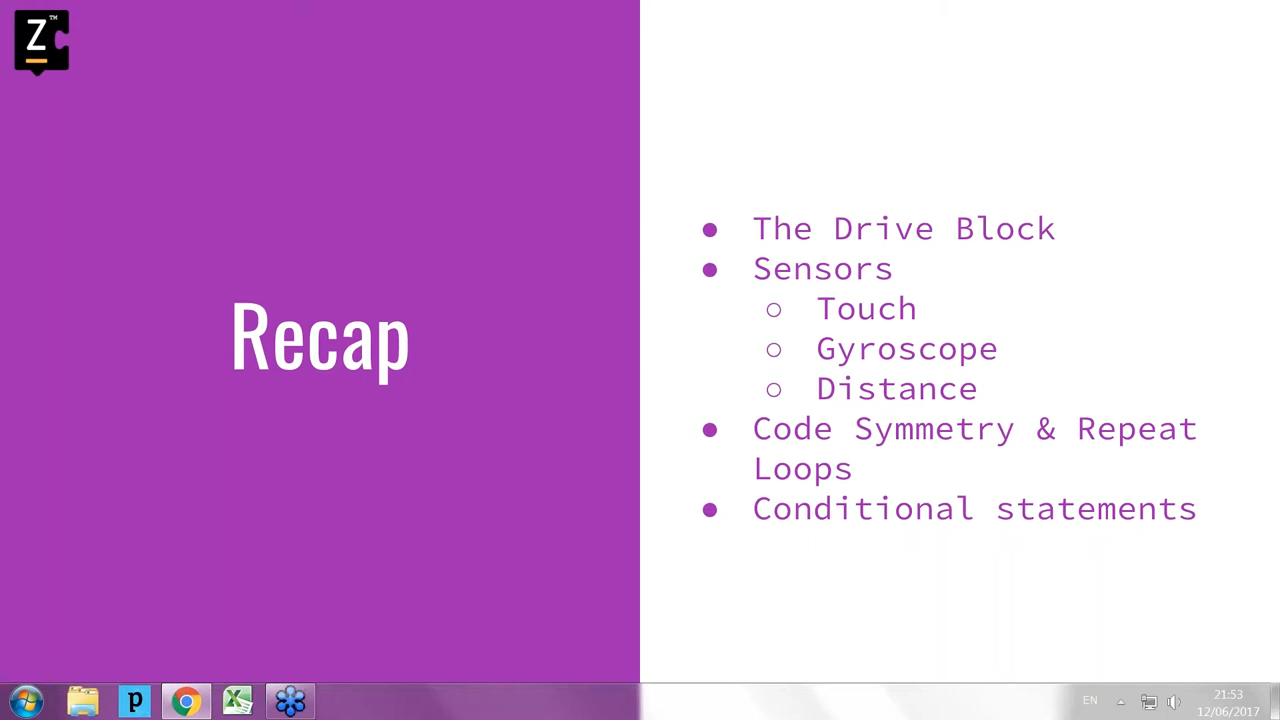 Z™
Recap
● The Drive Block
● Sensors
○ Touch
○ Gyroscope
○ Distance
● Code Symmetry & Repeat
Loops
● Conditional statements
p
EN
21:53
12/06/2017